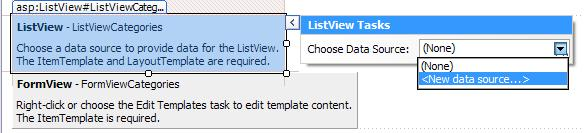 asp:ListView#ListViewCateg...
ListView - ListViewCategories
Choose a data source to provide data for the ListView.
The ItemTemplate and LayoutTemplate are required.
ListView Tasks
Choose Data Source: (None)
(None)
<New data source...>
FormView - FormViewCategories
Right-click or choose the Edit Templates task to edit template content.
The ItemTemplate is required.